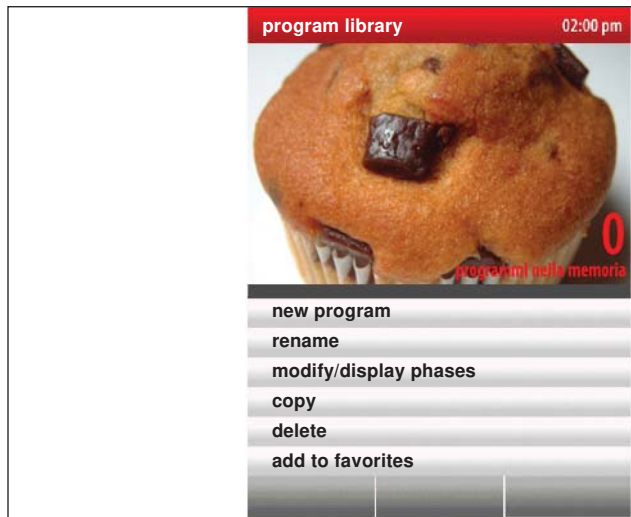 program library
02:00 pm
0
programmi nella memoria
new program
rename
modify/display phases
copy
delete
add to favorites